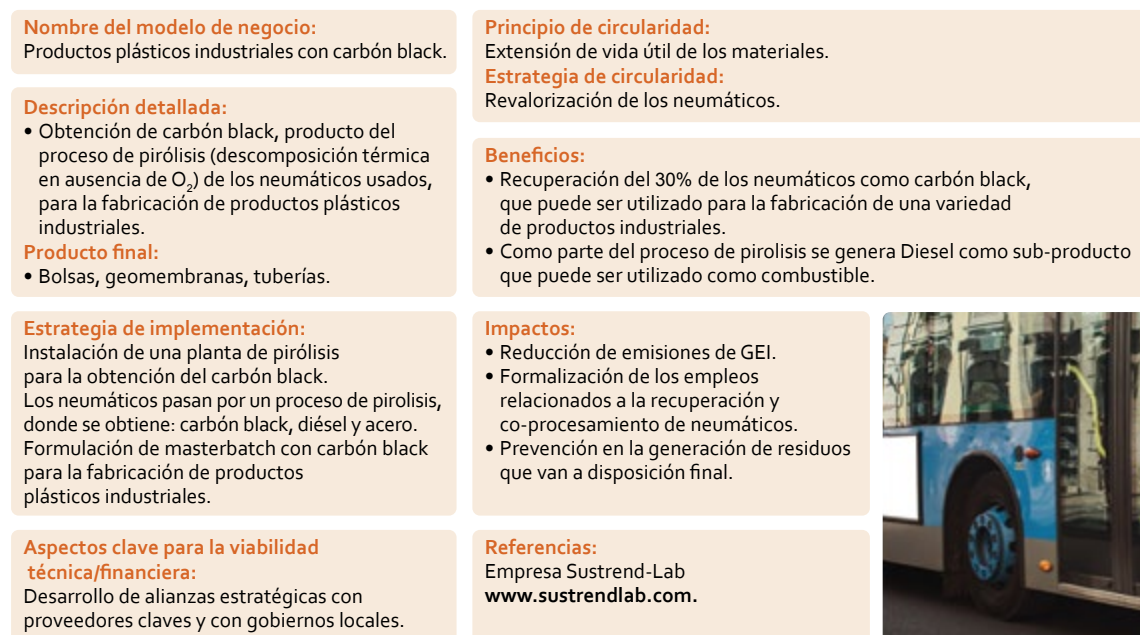 Nombre del modelo de negocio:
Productos plásticos industriales con carbón black.
Descripción detallada:
• Obtención de carbón black, producto del
proceso de pirólisis (descomposición térmica
en ausencia de O₂) de los neumáticos usados,
para la fabricación de productos plásticos
industriales.
Producto final:
• Bolsas, geomembranas, tuberías.
Estrategia de implementación:
Instalación de una planta de pirólisis
para la obtención del carbón black.
Los neumáticos pasan por un proceso de pirolisis,
donde se obtiene: carbón black, diésel y acero.
Formulación de masterbatch con carbón black
para la fabricación de productos
plásticos industriales.
Aspectos clave para la viabilidad
técnica/financiera:
Desarrollo de alianzas estratégicas con
proveedores claves y con gobiernos locales.
Principio de circularidad:
Extensión de vida útil de los materiales.
Estrategia de circularidad:
Revalorización de los neumáticos.
Beneficios:
• Recuperación del 30% de los neumáticos como carbón black,
que puede ser utilizado para la fabricación de una variedad
de productos industriales.
• Como parte del proceso de pirolisis se genera Diesel como sub-producto
que puede ser utilizado como combustible.
Impactos:
• Reducción de emisiones de GEI.
• Formalización de los empleos
relacionados a la recuperación y
co-procesamiento de neumáticos.
• Prevención en la generación de residuos
que van a disposición final.
Referencias:
Empresa Sustrend-Lab
www.sustrendlab.com.